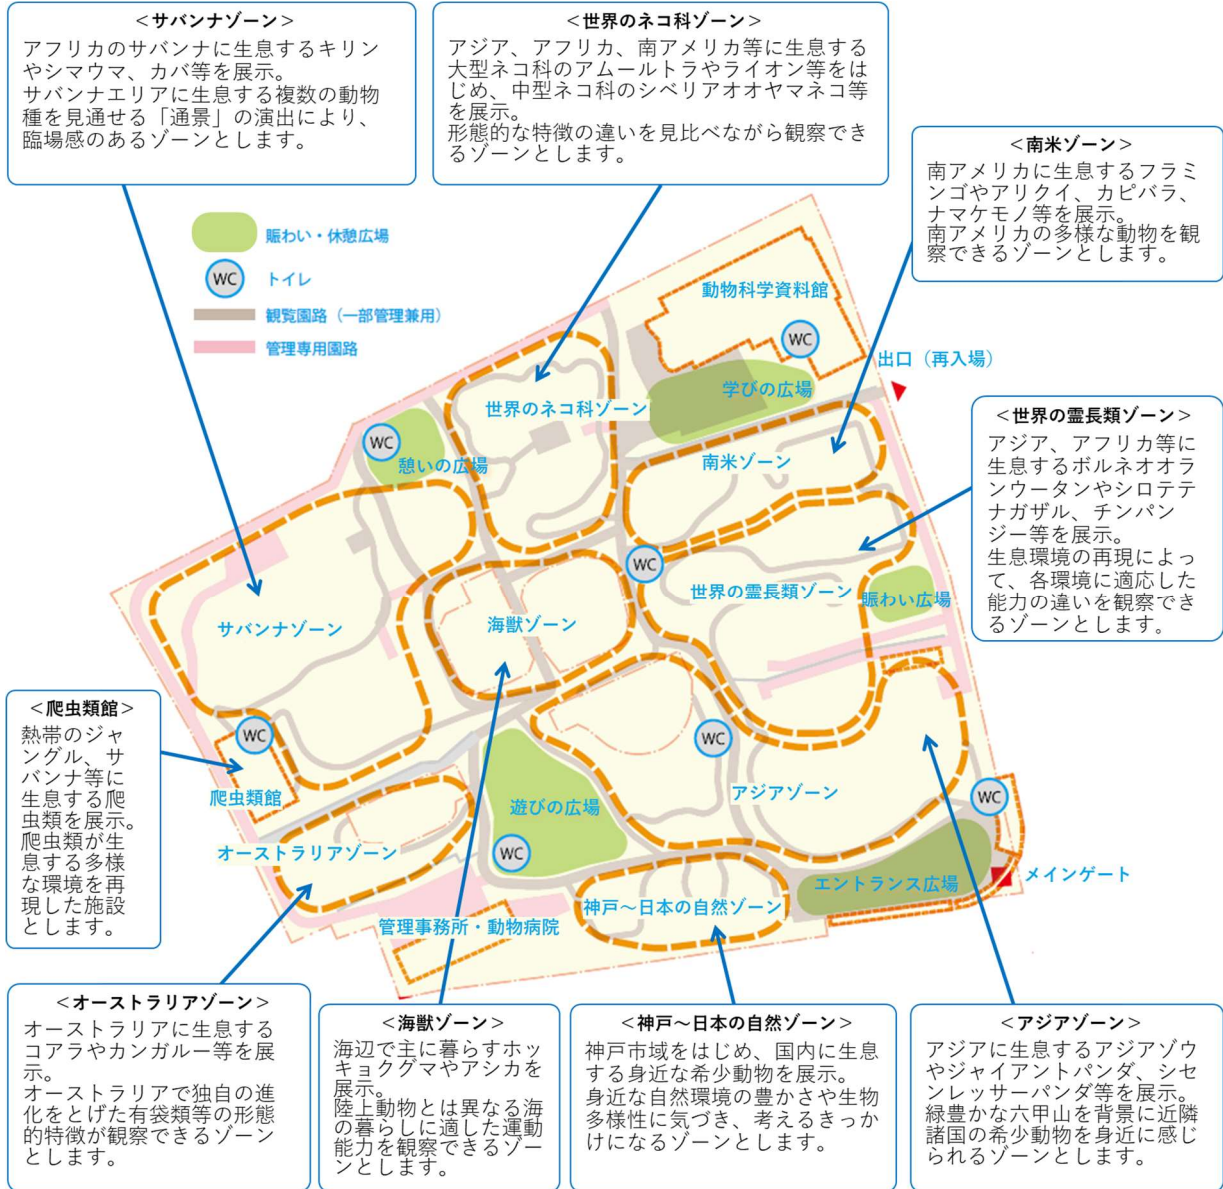 ＜サバンナゾーン＞
アフリカのサバンナに生息するキリン
やシマウマ、カバ等を展示。
サバンナエリアに生息する複数の動物
種を見通せる「通景」の演出により、
臨場感のあるゾーンとします。
＜世界のネコ科ゾーン＞
アジア、アフリカ、南アメリカ等に生息する
大型ネコ科のアムールトラやライオン等をは
じめ、中型ネコ科のシベリアオオヤマネコ等
を展示。
形態的な特徴の違いを見比べながら観察でき
るゾーンとします。
＜南米ゾーン＞
南アメリカに生息するフラミ
ンゴやアリクイ、カピバラ、
ナマケモノ等を展示。
南アメリカの多様な動物を観
察できるゾーンとします。
賑わい・休憩広場
WC
トイレ
観覧園路（一部管理兼用）
管理専用園路
動物科学資料館
WC
出口（再入場）
学びの広場
世界のネコ科ゾーン
WC
憩いの広場
南米ゾーン
＜世界の霊長類ゾーン＞
アジア、アフリカ等に
生息するボルネオオラ
ンウータンやシロテテ
ナガザル、チンパン
ジー等を展示。
生息環境の再現によっ
て、各環境に適応した
能力の違いを観察でき
るゾーンとします。
WC
世界の霊長類ゾーン
賑わい広場
サバンナゾーン
海獣ゾーン
＜爬虫類館＞
熱帯のジャ
ングル、サ
バンナ等に
生息する爬
虫類を展示。
爬虫類が生
息する多様
な環境を再
現した施設
とします。
WC
爬虫類館
WC
アジアゾーン
遊びの広場
WC
WC
オーストラリアゾーン
エントランス広場
メインゲート
神戸～日本の自然ゾーン
管理事務所・動物病院
＜オーストラリアゾーン＞
オーストラリアに生息する
コアラやカンガルー等を展
示。
オーストラリアで独自の進
化をとげた有袋類等の形態
的特徴が観察できるゾーン
とします。
＜海獣ゾーン＞
海辺で主に暮らすホッ
キョクグマやアシカを
展示。
陸上動物とは異なる海
の暮らしに適した運動
能力を観察できるゾー
ンとします。
＜神戸～日本の自然ゾーン＞
神戸市域をはじめ、国内に生息
する身近な希少動物を展示。
身近な自然環境の豊かさや生物
多様性に気づき、考えるきっか
けになるゾーンとします。
＜アジアゾーン＞
アジアに生息するアジアゾウ
やジャイアントパンダ、シセ
ンレッサーパンダ等を展示。
緑豊かな六甲山を背景に近隣
諸国の希少動物を身近に感じ
られるゾーンとします。